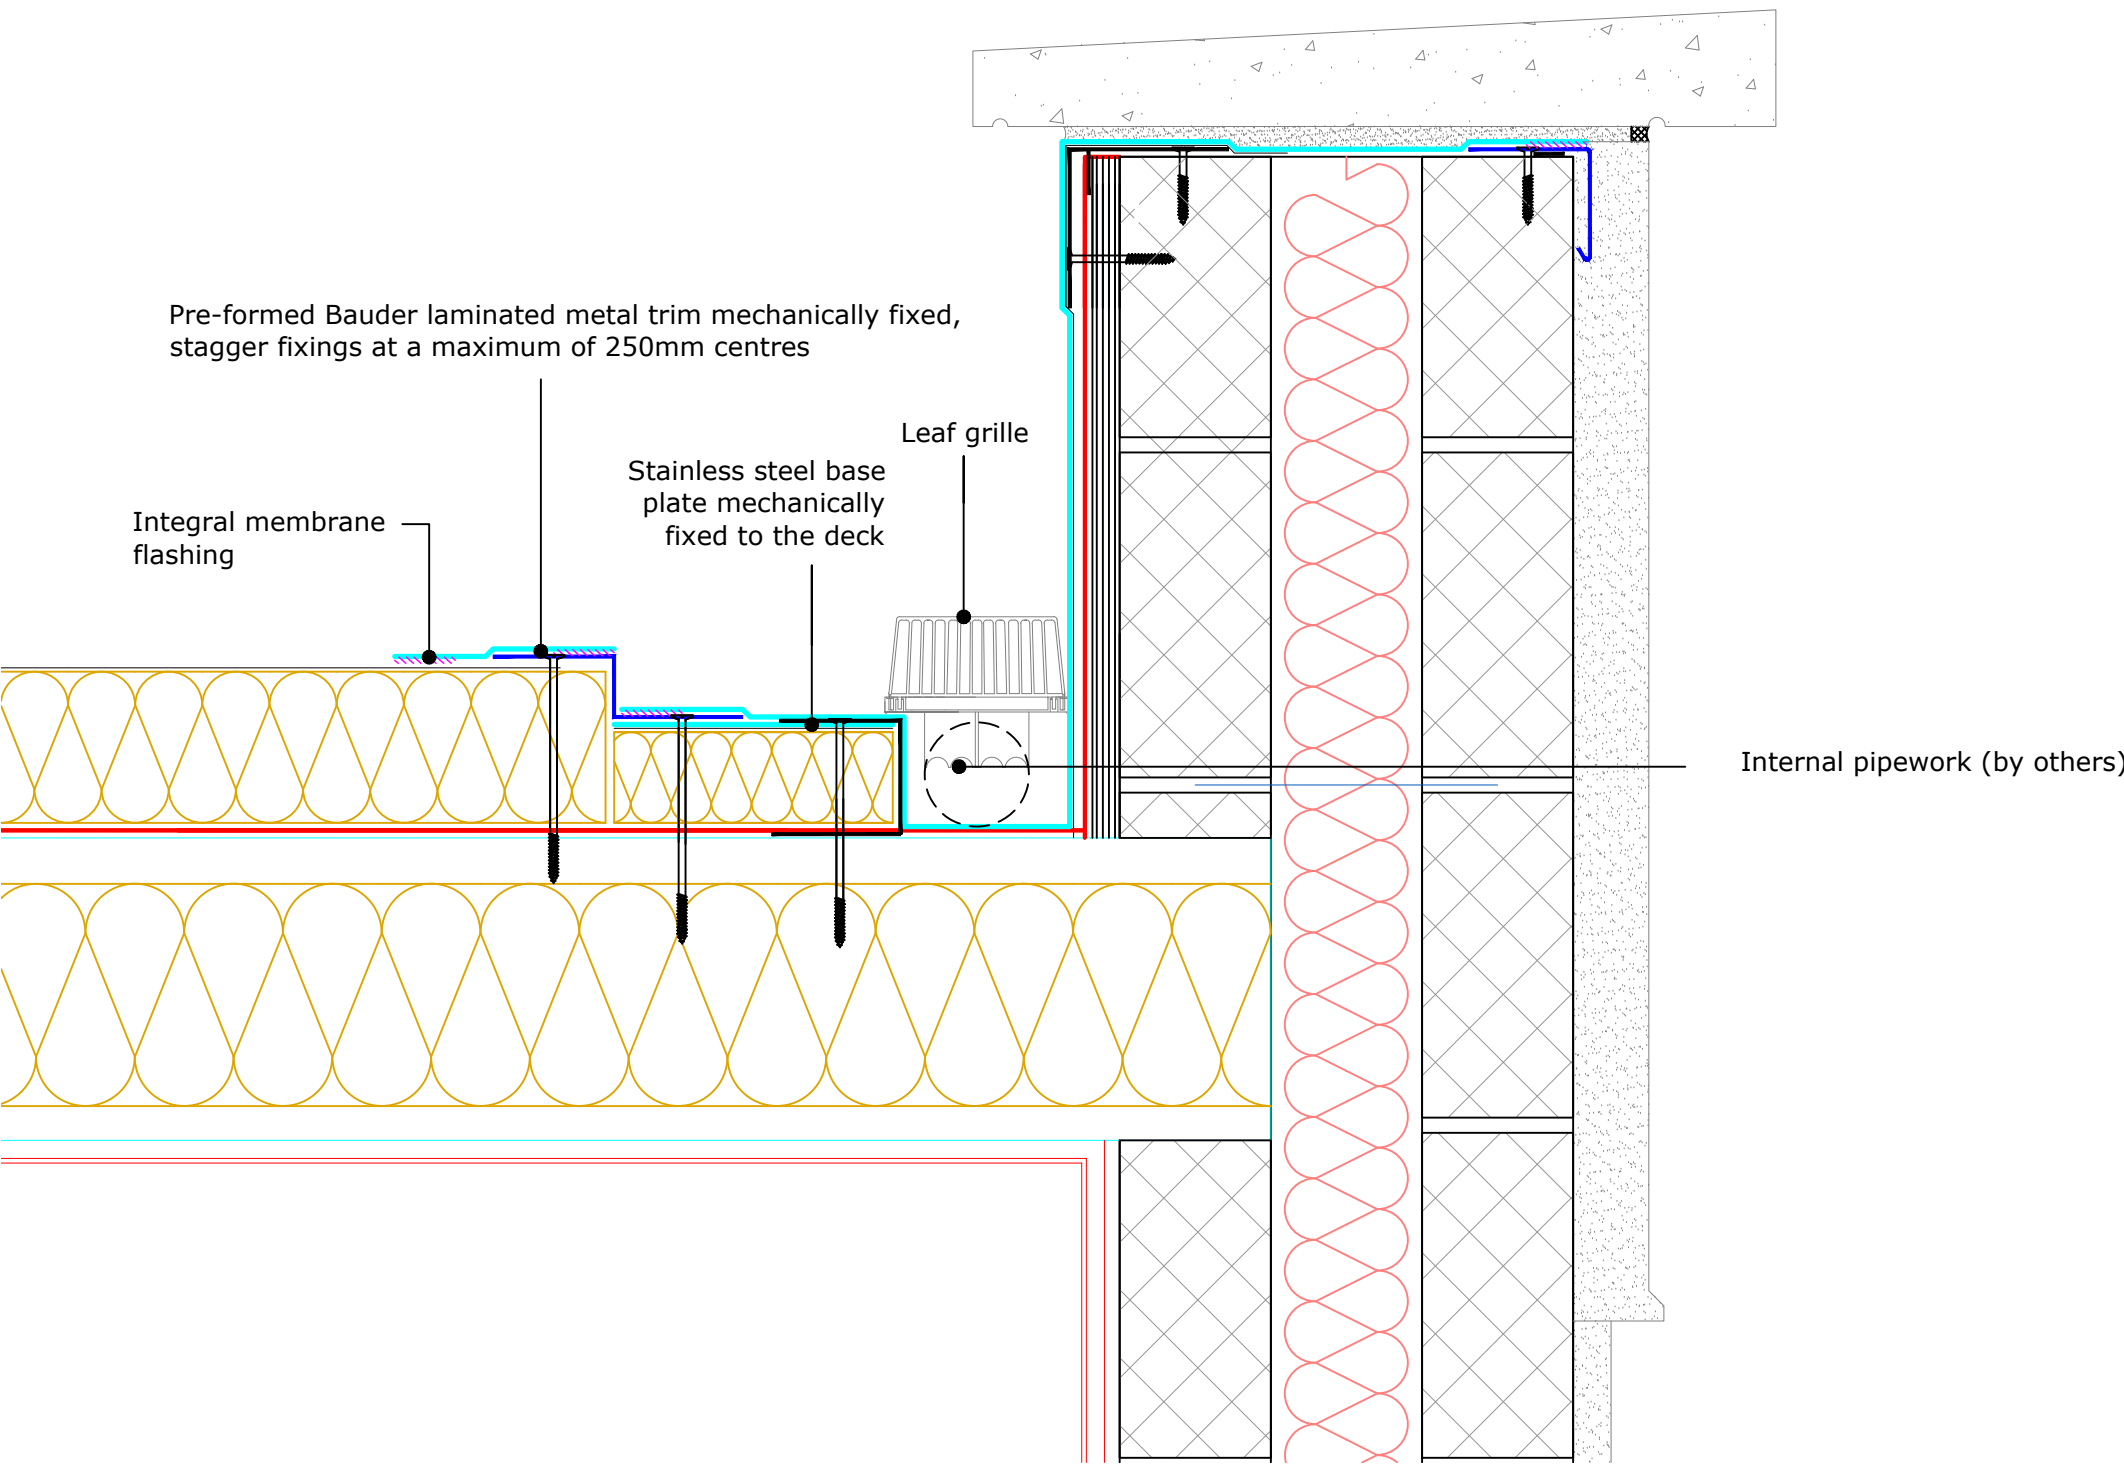 Pre-formed Bauder laminated metal trim mechanically fixed,
stagger fixings at a maximum of 250mm centres
Leaf grille
Stainless steel base
plate mechanically
fixed to the deck
Integral membrane
flashing
Internal pipework (by others)